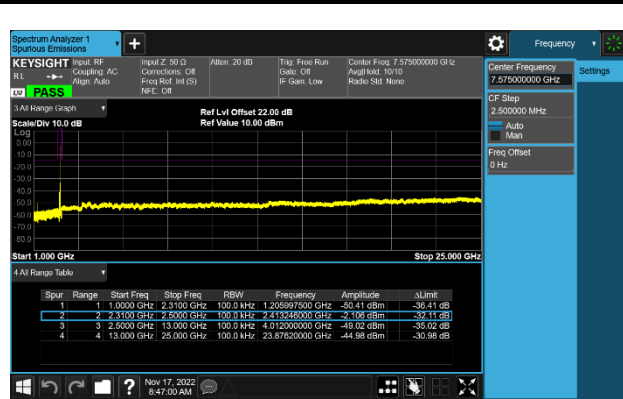 Spectrum Analyzer 1
Spurious Emissions
+
Frequency
KEYSIGHT
RL
LXI
PASS
Input: RF
Coupling: AC
Align: Auto
Input Z: 50 Ω
Corrections: Off
Freq Ref: Int (S)
NFE: Off
Atten: 20 dB
Trig: Free Run
Gate: Off
IF Gain: Low
Center Freq: 7.575000000 GHz
Avg|Hold: 10/10
Radio Std: None
Center Frequency
7.575000000 GHz
Settings
CF Step
2.500000 MHz
Auto
Man
Freq Offset
0 Hz
3 All Range Graph
Scale/Div 10.0 dB
Ref Lvl Offset 22.00 dB
Ref Value 10.00 dBm
Log
0.00
-10.0
-20.0
-30.0
-40.0
-50.0
-60.0
-70.0
-80.0
Start 1.000 GHz
Stop 25.000 GHz
4 All Range Table
Spur Range Start Freq Stop Freq RBW Frequency Amplitude ΔLimit
1 1 1.0000 GHz 2.3100 GHz 100.0 kHz 1.205997500 GHz -50.41 dBm -36.41 dB
2 2 2.3100 GHz 2.5000 GHz 100.0 kHz 2.413246000 GHz -2.106 dBm -32.11 dB
3 3 2.5000 GHz 13.000 GHz 100.0 kHz 4.012000000 GHz -49.02 dBm -35.02 dB
4 4 13.000 GHz 25.000 GHz 100.0 kHz 23.87620000 GHz -44.98 dBm -30.98 dB
?
Nov 17, 2022
8:47:00 AM